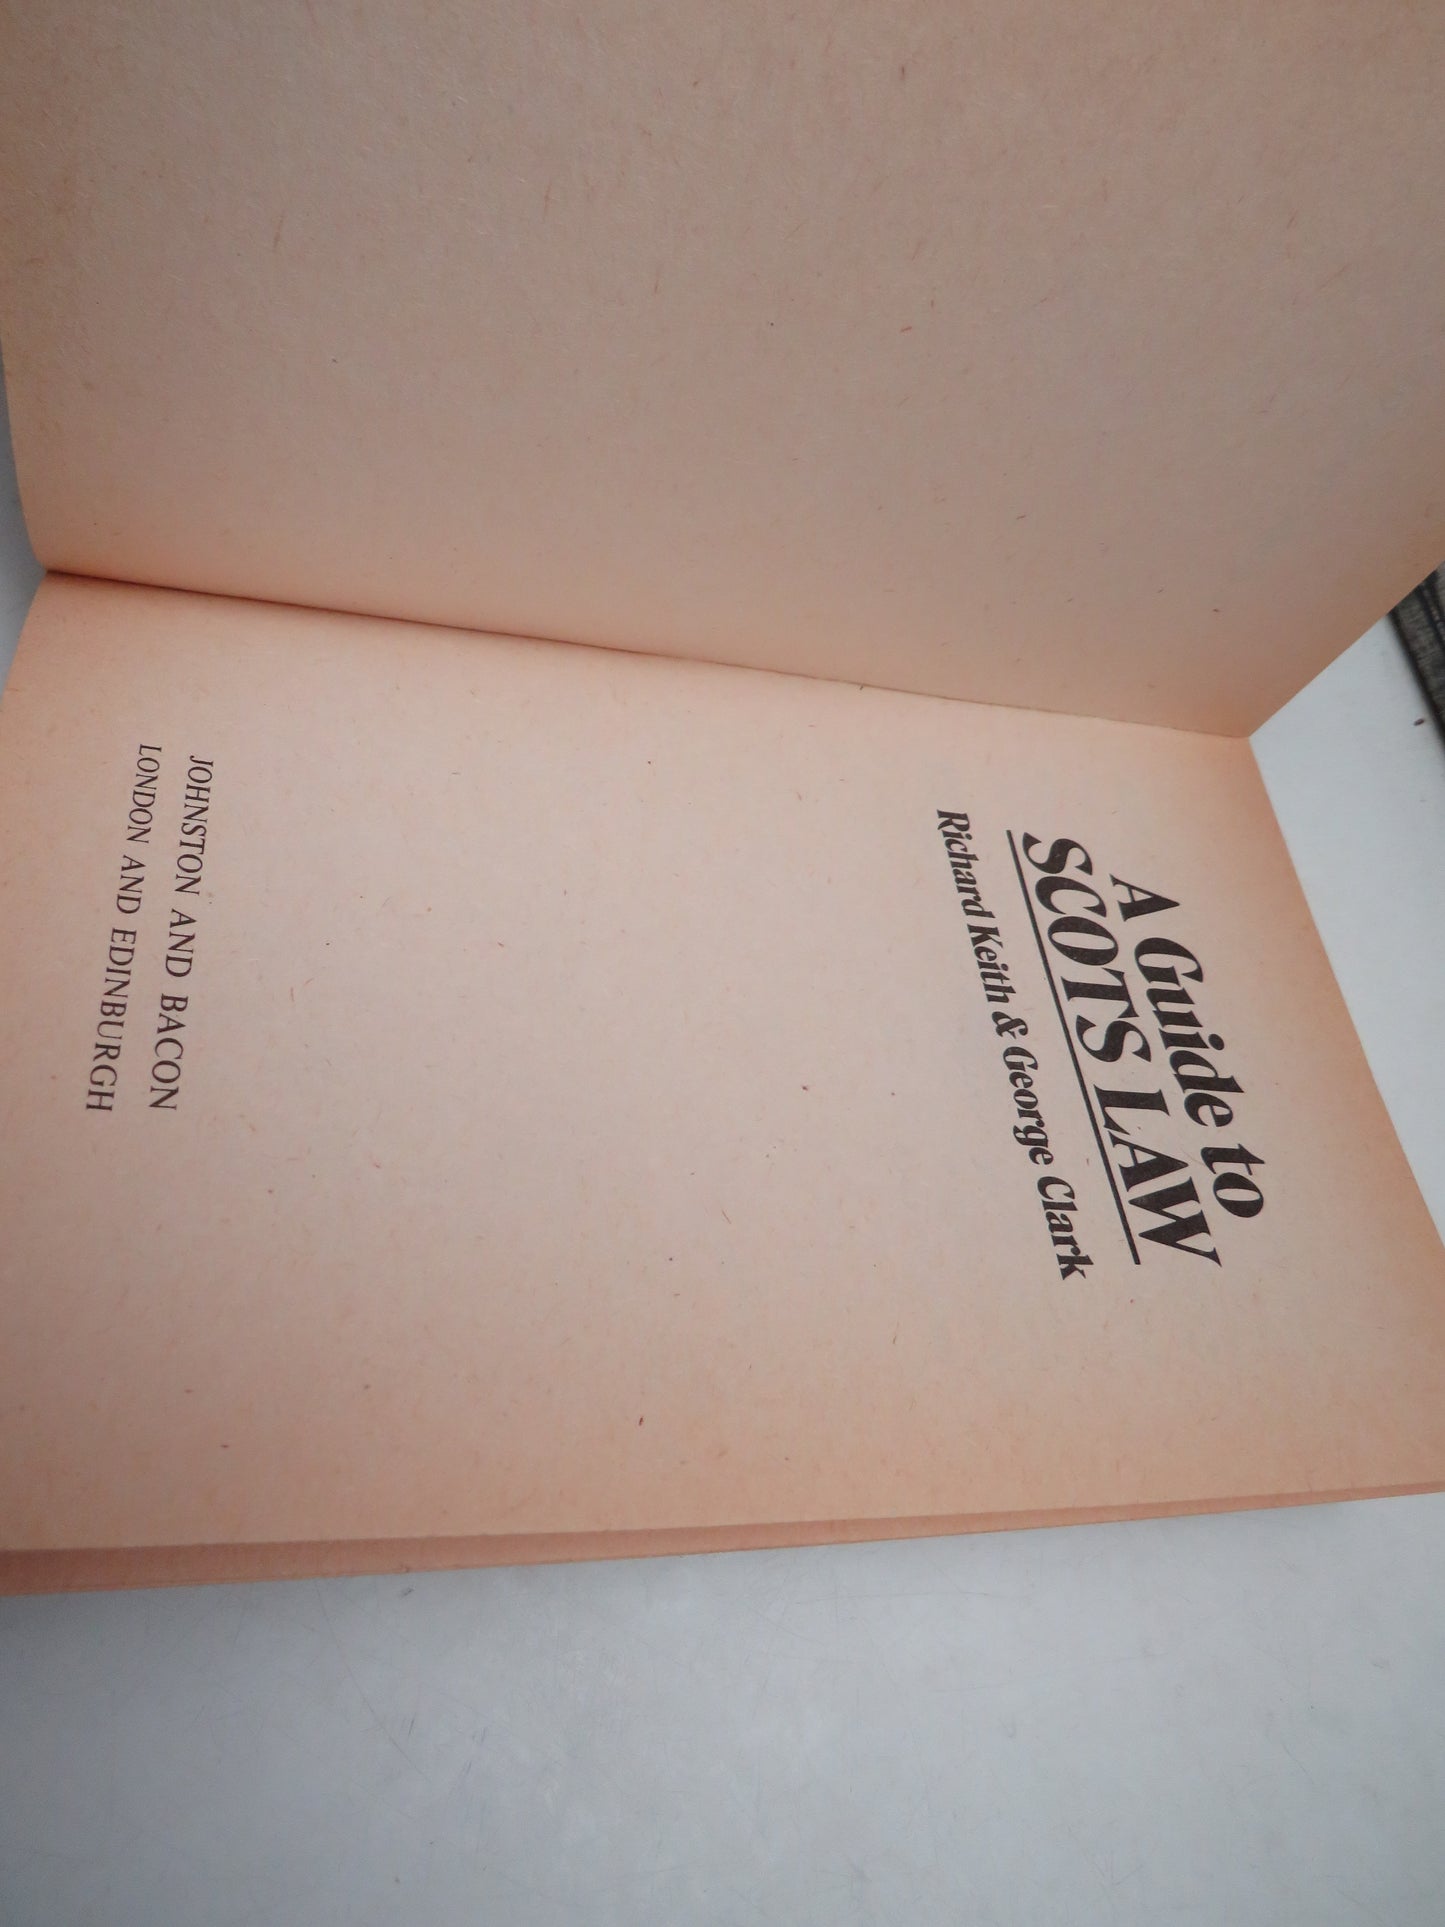 A Guide to
SCOTS LAW
Richard Keith & George Clark
JOHNSTON AND BACON
LONDON AND EDINBURGH